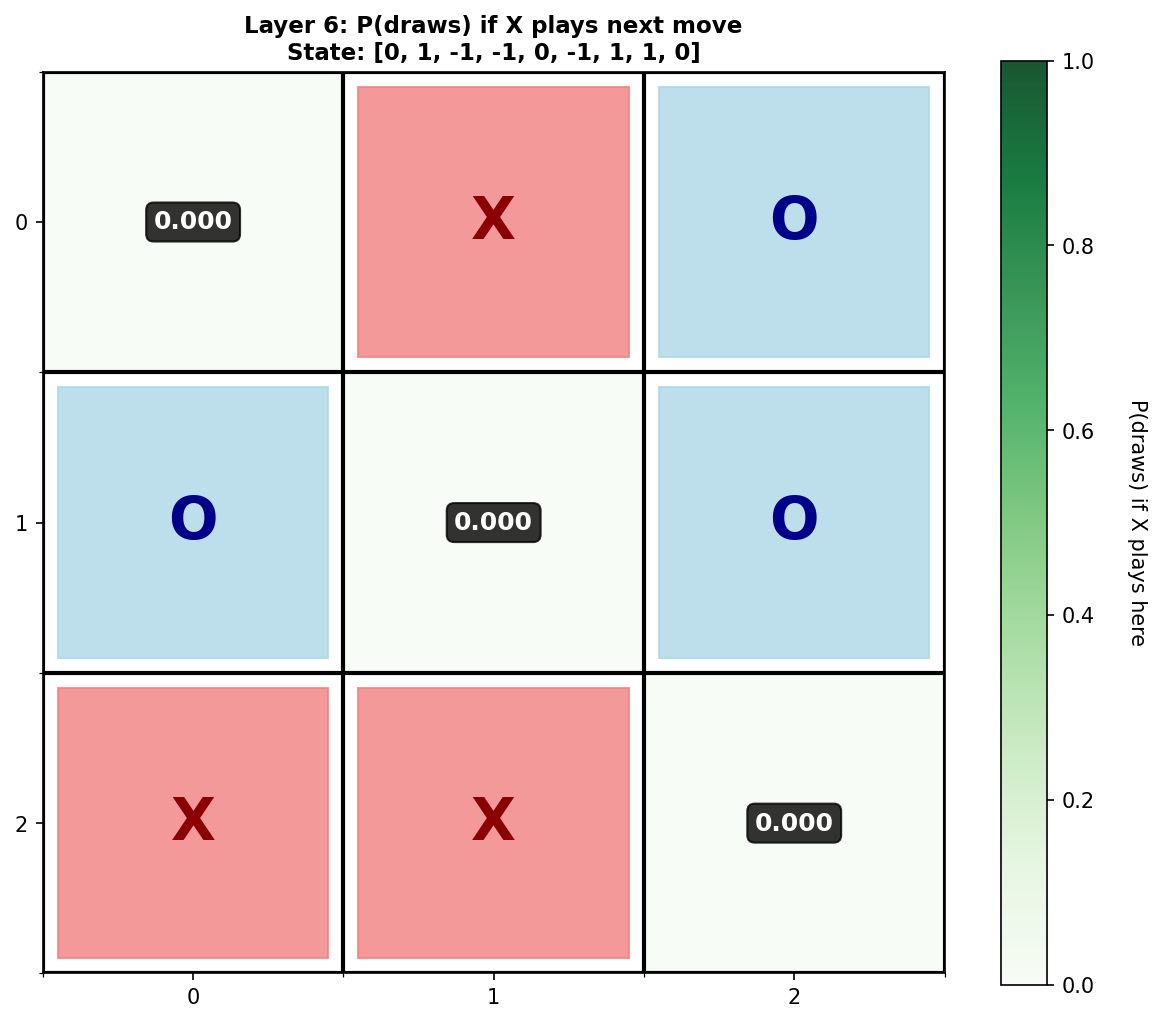 Layer 6: P(draws) if X plays next move
State: [0, 1, -1, -1, 0, -1, 1, 1, 0]
0
0.000
X
O
1
O
0.000
O
2
X
X
0.000
0
1
2
1.0
0.8
0.6
0.4
0.2
0.0
P(draws) if X plays here